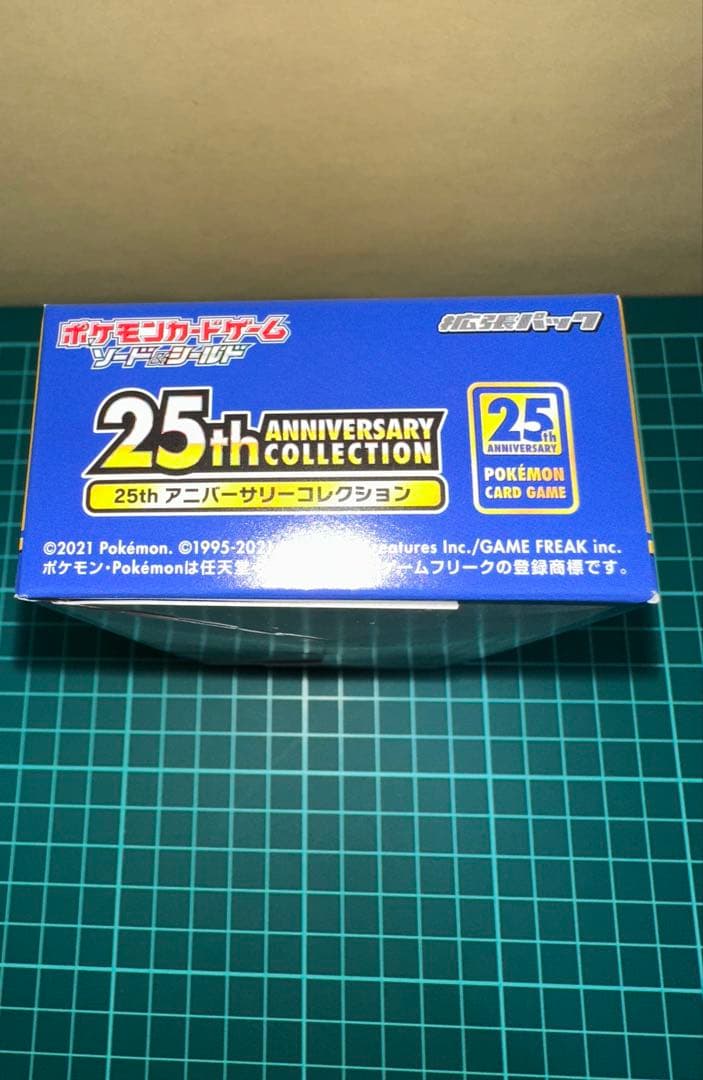 ポケモンカードゲーム
ソード&シールド
拡張パック
25th ANNIVERSARY
COLLECTION
25th アニバーサリーコレクション
25th
ANNIVERSARY
POKÉMON
CARD GAME
©2021 Pokémon. ©1995-2021 Inc./GAME FREAK inc.
ポケモン・Pokémonは任天堂 ゲームフリークの登録商標です。